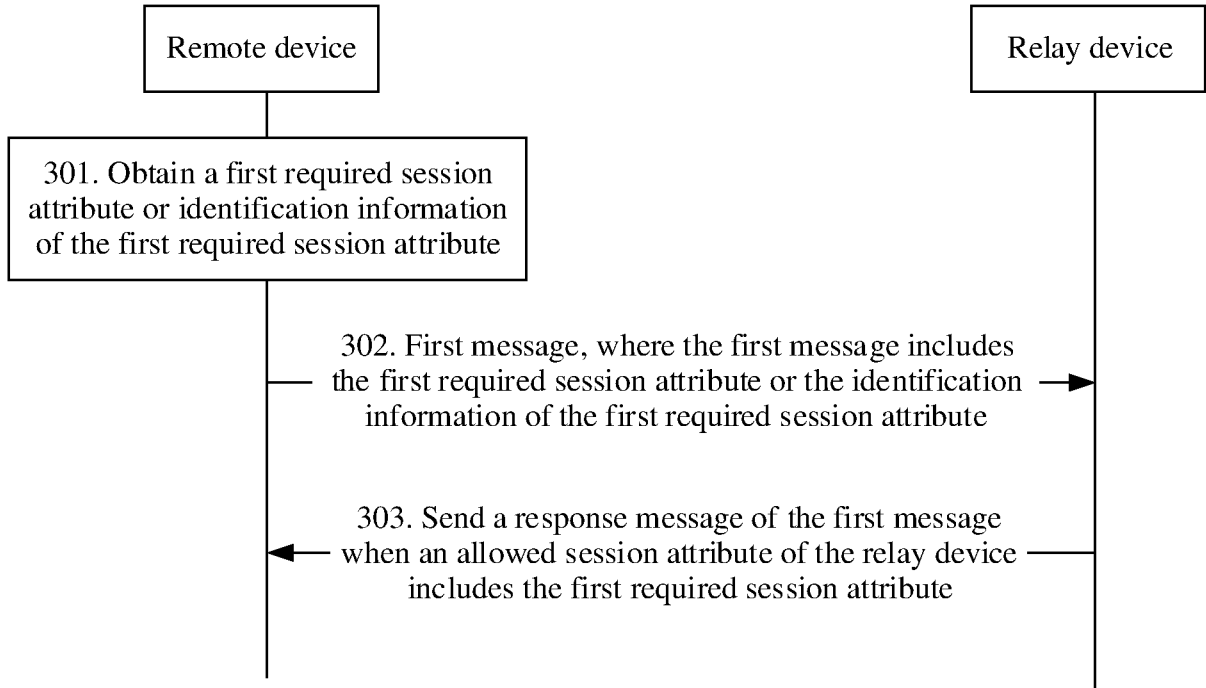 Remote device
Relay device
301. Obtain a first required session
attribute or identification information
of the first required session attribute
302. First message, where the first message includes
the first required session attribute or the identification
information of the first required session attribute
303. Send a response message of the first message
when an allowed session attribute of the relay device
includes the first required session attribute